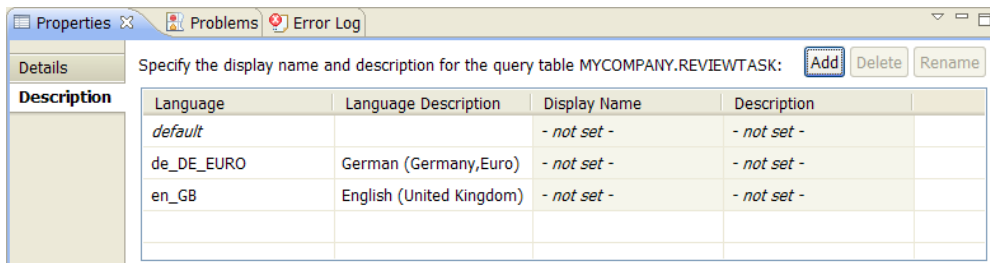 Properties Problems Error Log
Details
Description
Specify the display name and description for the query table MYCOMPANY.REVIEWTASK: Add Delete Rename
Language Language Description Display Name Description
default - not set - - not set -
de_DE_EURO German (Germany,Euro) - not set - - not set -
en_GB English (United Kingdom) - not set - - not set -